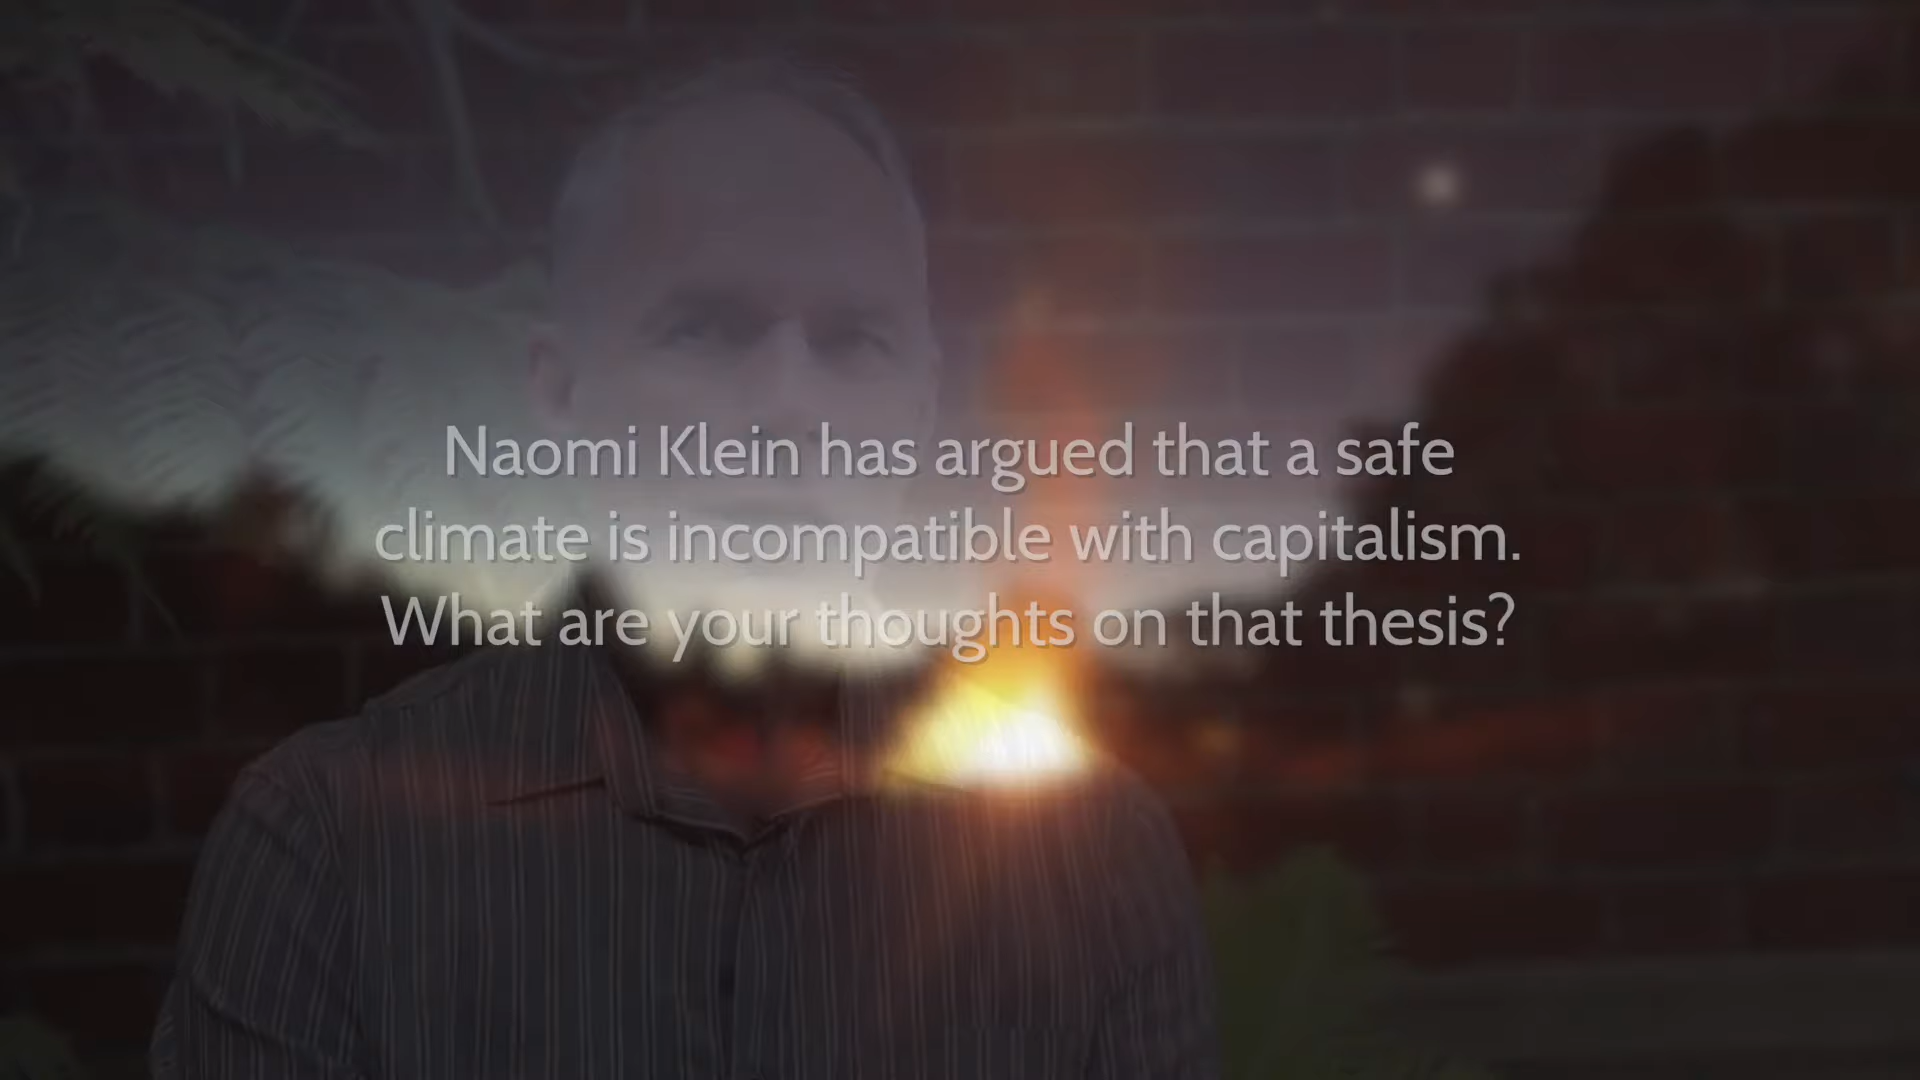 Naomi Klein has argued that a safe
climate is incompatible with capitalism.
What are your thoughts on that thesis?